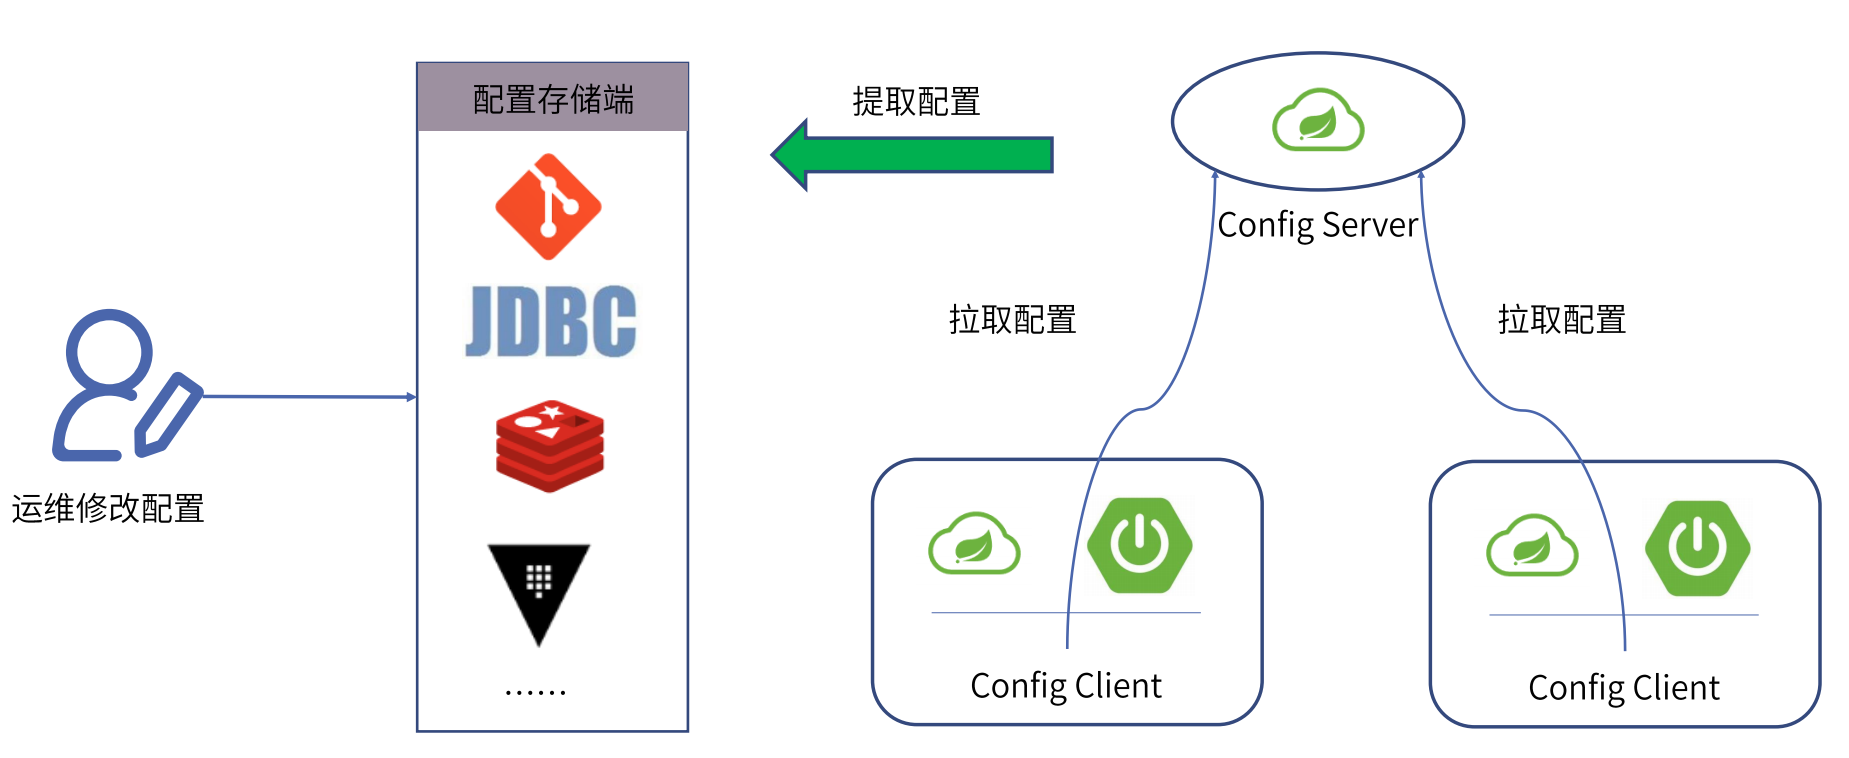 配置存储端
提取配置
JDBC
Config Server
拉取配置
拉取配置
运维修改配置
......
Config Client
Config Client